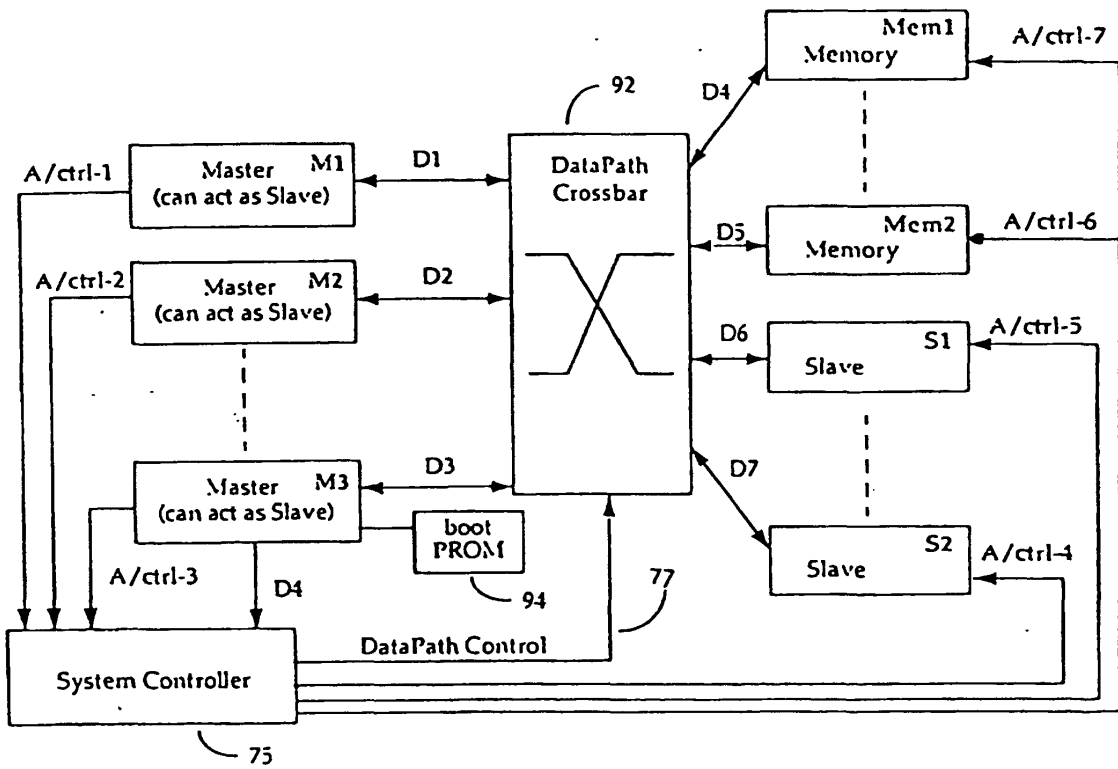 Mem1
Memory
A/ctrl-7
92
D4
A/ctrl-1
Master M1
(can act as Slave)
D1
DataPath
Crossbar
Mem2
Memory
A/ctrl-6
D5
A/ctrl-2
Master M2
(can act as Slave)
D2
D6
S1
Slave
A/ctrl-5
D3
D7
Master M3
(can act as Slave)
boot
PROM
94
S2
Slave
A/ctrl-4
A/ctrl-3
D4
77
DataPath Control
System Controller
75